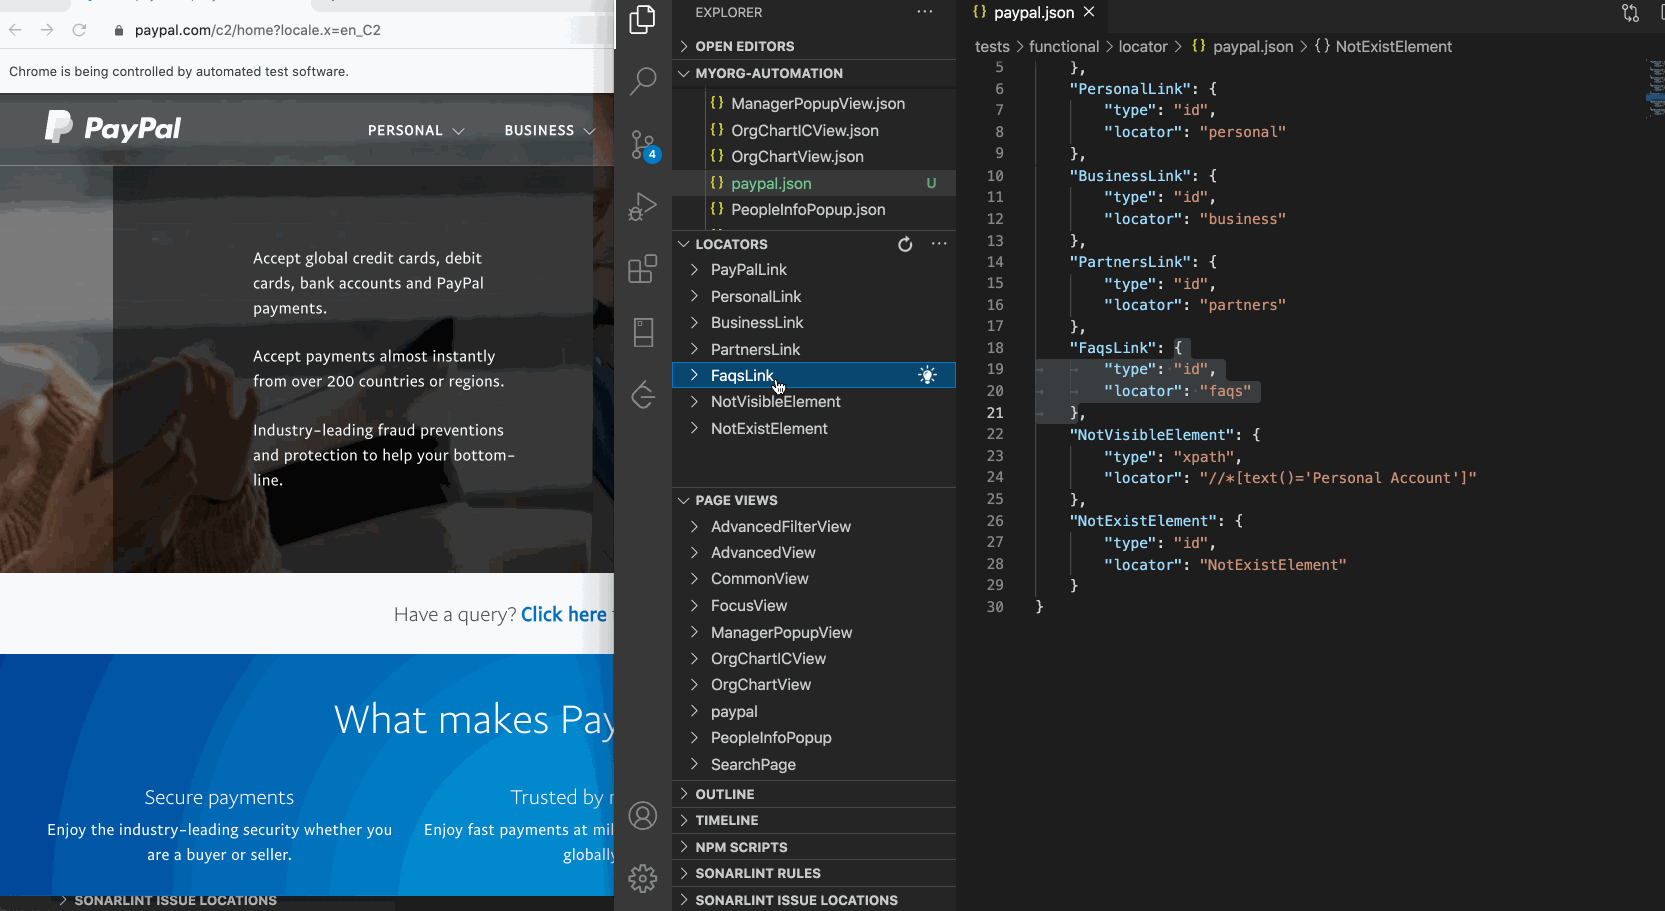 paypal.com/c2/home?locale.x=en_C2
Chrome is being controlled by automated test software.
PayPal
PERSONAL
BUSINESS
Accept global credit cards, debit
cards, bank accounts and PayPal
payments.
Accept payments almost instantly
from over 200 countries or regions.
Industry-leading fraud preventions
and protection to help your bottom-
line.
Have a query? Click here
What makes Pay
Secure payments
Enjoy the industry-leading security whether you
are a buyer or seller.
Trusted by
Enjoy fast payments at mil
globally
SONARLINT ISSUE LOCATIONS
4
EXPLORER
OPEN EDITORS
MYORG-AUTOMATION
{} ManagerPopupView.json
{} OrgChartICView.json
{} OrgChartView.json
{} paypal.json U
{} PeopleInfoPopup.json
LOCATORS
PayPalLink
PersonalLink
BusinessLink
PartnersLink
FaqsLink
NotVisibleElement
NotExistElement
PAGE VIEWS
AdvancedFilterView
AdvancedView
CommonView
FocusView
ManagerPopupView
OrgChartICView
OrgChartView
paypal
PeopleInfoPopup
SearchPage
OUTLINE
TIMELINE
NPM SCRIPTS
SONARLINT RULES
SONARLINT ISSUE LOCATIONS
{} paypal.json ×
tests > functional > locator > {} paypal.json > {} NotExistElement
5 },
6 "PersonalLink": {
7 "type": "id",
8 "locator": "personal"
9 },
10 "BusinessLink": {
11 "type": "id",
12 "locator": "business"
13 },
14 "PartnersLink": {
15 "type": "id",
16 "locator": "partners"
17 },
18 "FaqsLink": {
19 "type": "id",
20 "locator": "faqs"
21 },
22 "NotVisibleElement": {
23 "type": "xpath",
24 "locator": "//*[text()='Personal Account']"
25 },
26 "NotExistElement": {
27 "type": "id",
28 "locator": "NotExistElement"
29 }
30 }